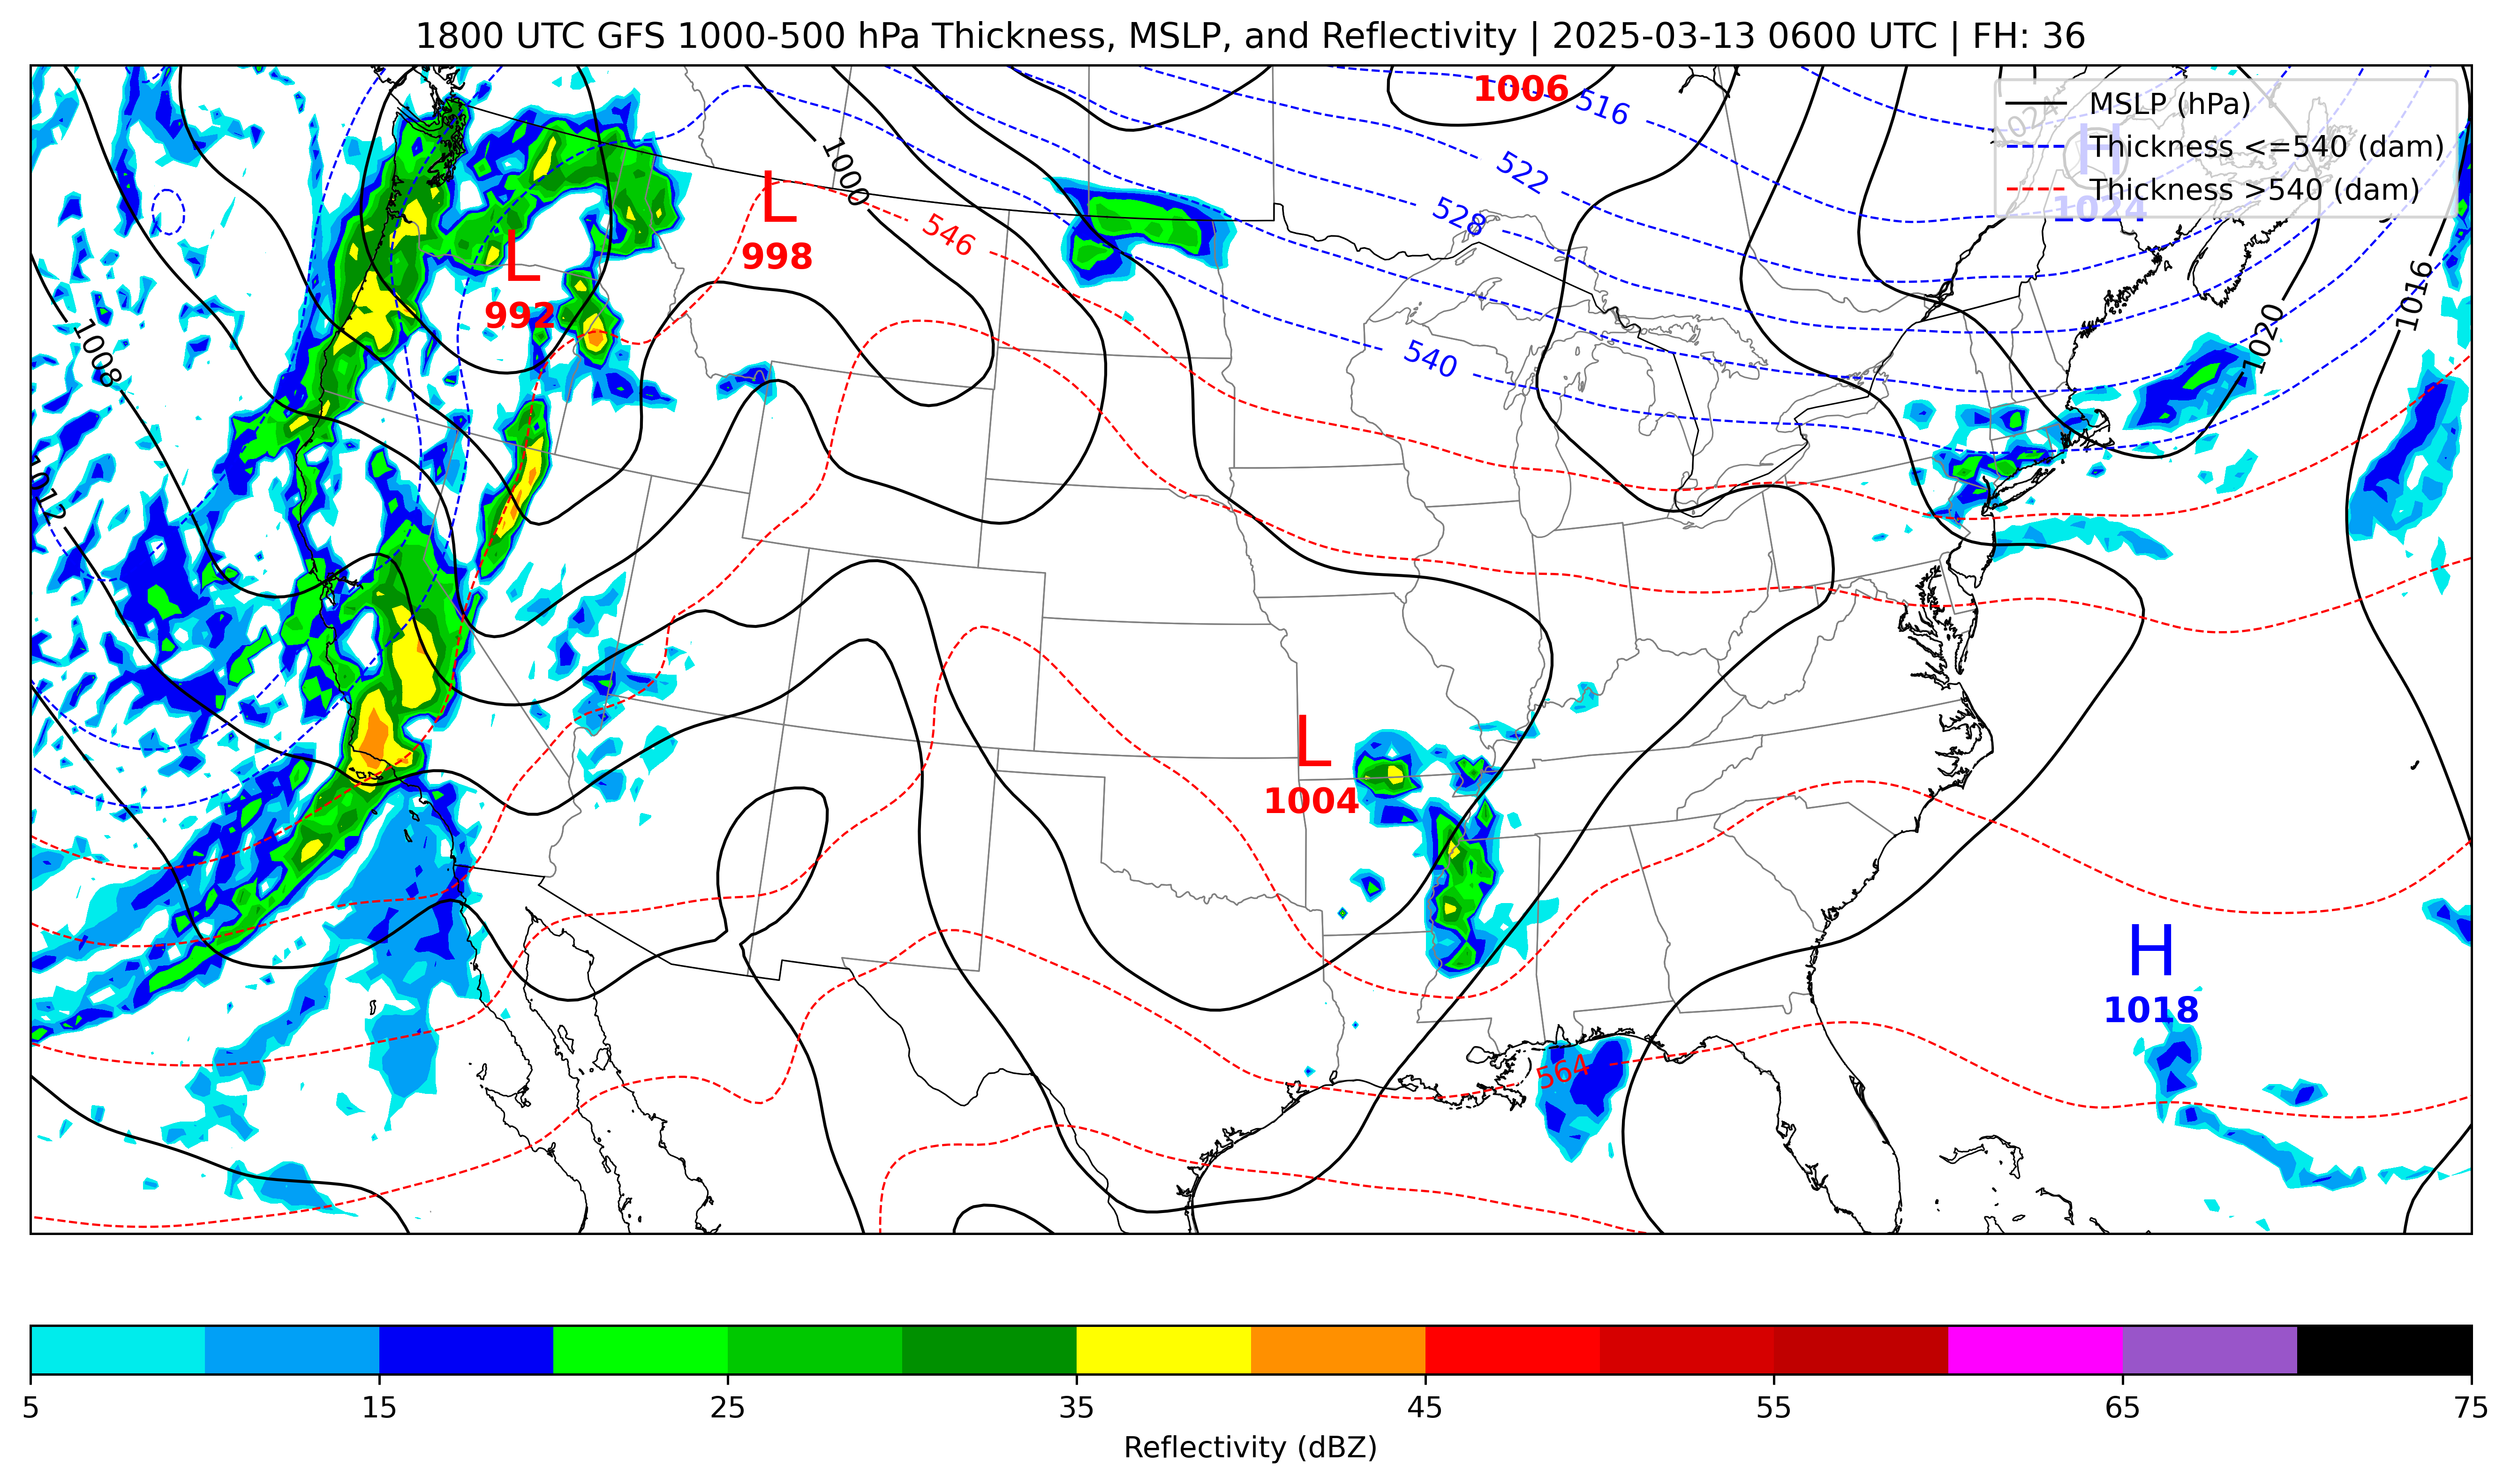 1800 UTC GFS 1000-500 hPa Thickness, MSLP, and Reflectivity | 2025-03-13 0600 UTC | FH: 36
1006
516
1024
MSLP (hPa)
H
Thickness <=540 (dam)
Thickness >540 (dam)
1024
1000
522
L
998
546
528
L
992
1008
540
1020
1016
1012
L
1004
H
1018
564
5
15
25
35
45
55
65
75
Reflectivity (dBZ)